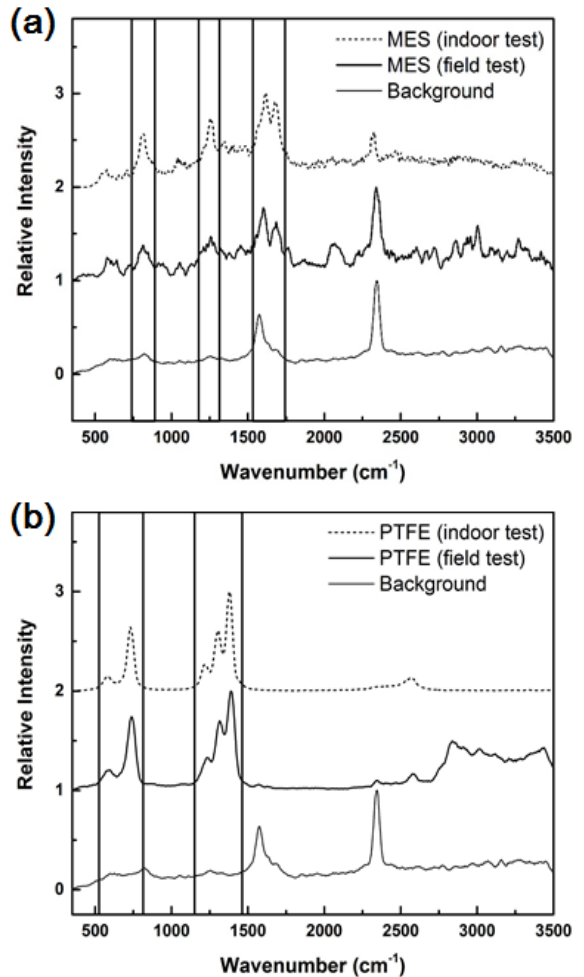 (a)
MES (indoor test)
MES (field test)
Background
3
2
1
0
Relative Intensity
500 1000 1500 2000 2500 3000 3500
Wavenumber (cm⁻¹)
(b)
PTFE (indoor test)
PTFE (field test)
Background
3
2
1
0
Relative Intensity
500 1000 1500 2000 2500 3000 3500
Wavenumber (cm⁻¹)